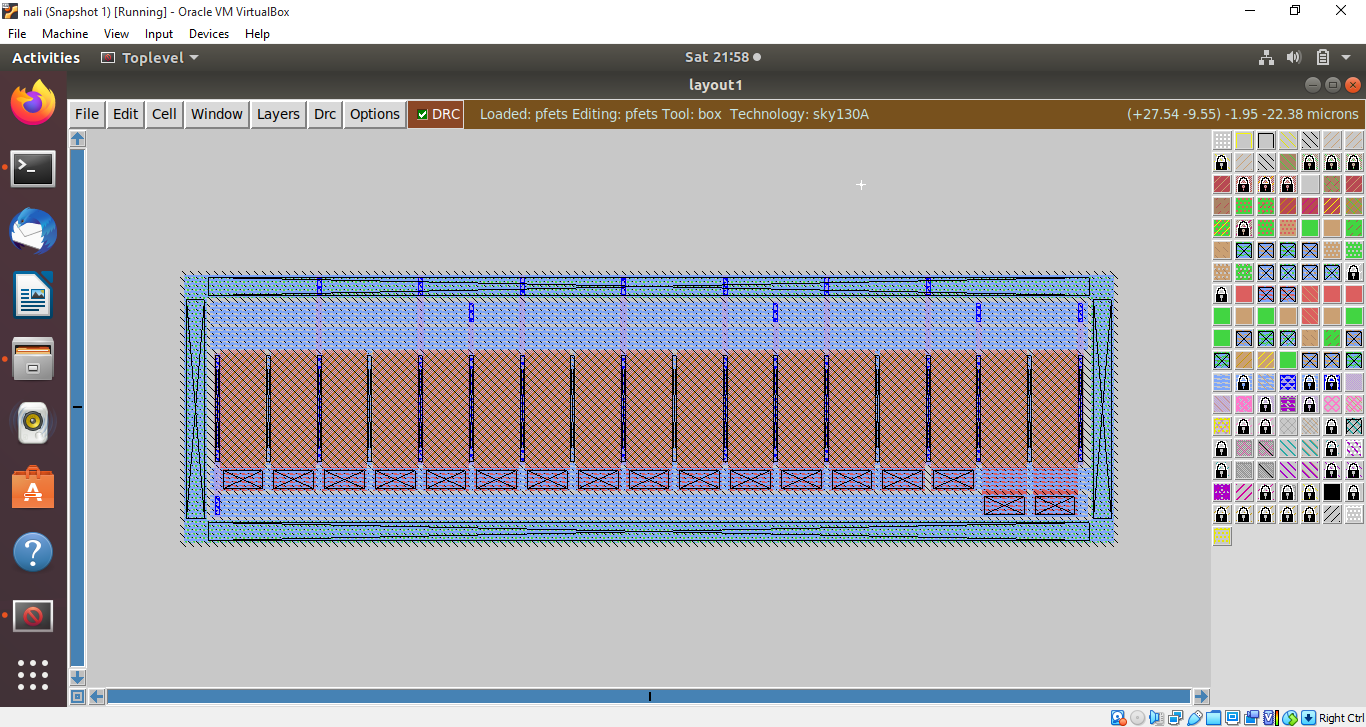 nali (Snapshot 1) [Running] - Oracle VM VirtualBox
File Machine View Input Devices Help
Activities Toplevel Sat 21:58
layout1
File Edit Cell Window Layers Drc Options DRC Loaded: pfets Editing: pfets Tool: box Technology: sky130A (+27.54 -9.55) -1.95 -22.38 microns
Right Ctrl